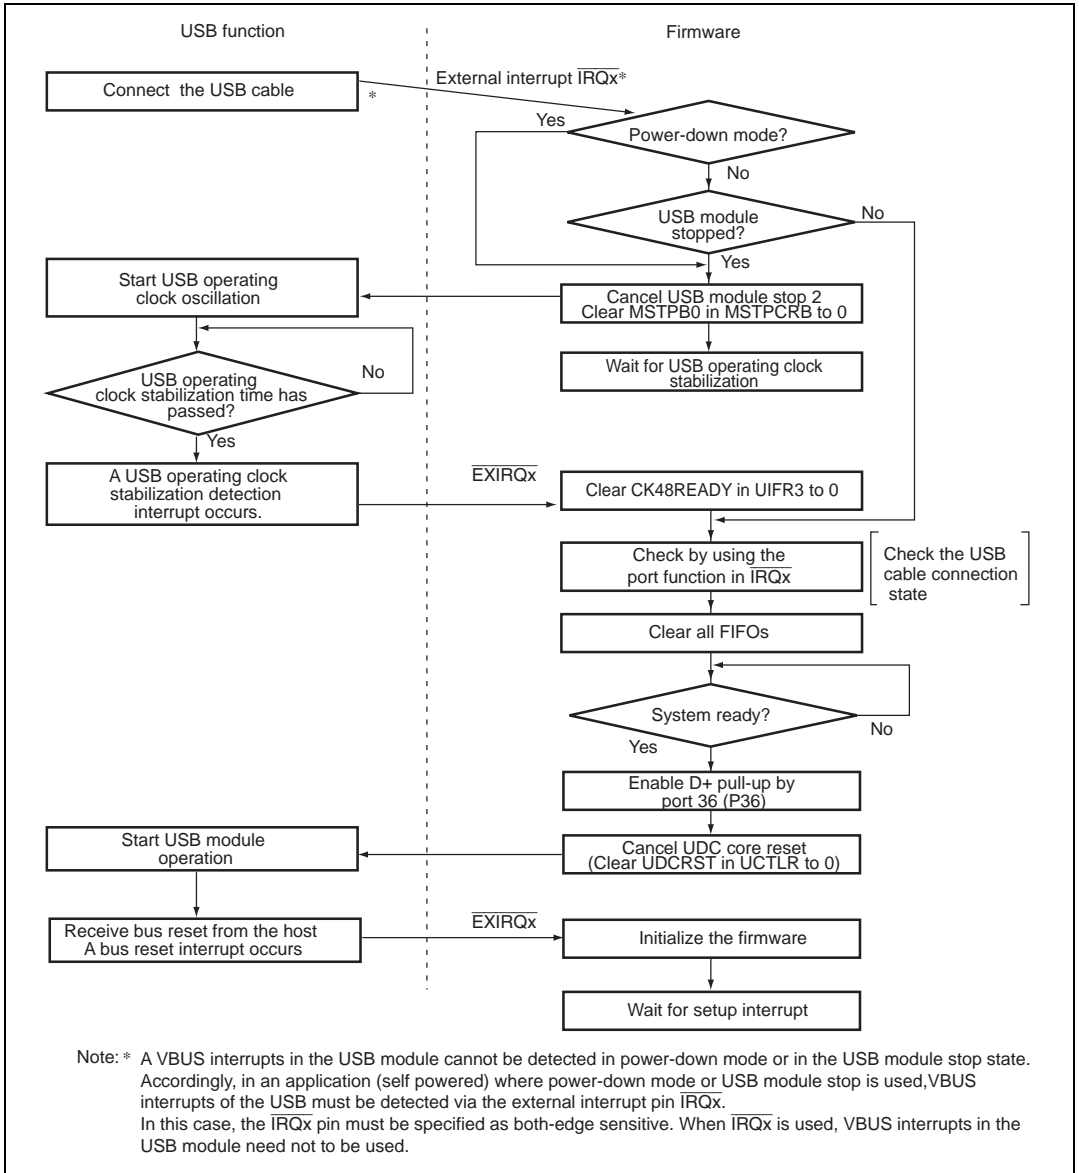 USB function
Firmware
Connect the USB cable
*
External interrupt IRQx*
Power-down mode?
Yes
No
USB module
stopped?
No
Yes
Start USB operating
clock oscillation
Cancel USB module stop 2
Clear MSTPB0 in MSTPCRB to 0
Wait for USB operating clock
stabilization
USB operating
clock stabilization time has
passed?
No
Yes
A USB operating clock
stabilization detection
interrupt occurs.
EXIRQx
Clear CK48READY in UIFR3 to 0
Check by using the
port function in IRQx
Check the USB
cable connection
state
Clear all FIFOs
System ready?
No
Yes
Enable D+ pull-up by
port 36 (P36)
Start USB module
operation
Cancel UDC core reset
(Clear UDCRST in UCTLR to 0)
Receive bus reset from the host
A bus reset interrupt occurs
EXIRQx
Initialize the firmware
Wait for setup interrupt
Note: * A VBUS interrupts in the USB module cannot be detected in power-down mode or in the USB module stop state.
Accordingly, in an application (self powered) where power-down mode or USB module stop is used,VBUS
interrupts of the USB must be detected via the external interrupt pin IRQx.
In this case, the IRQx pin must be specified as both-edge sensitive. When IRQx is used, VBUS interrupts in the
USB module need not to be used.